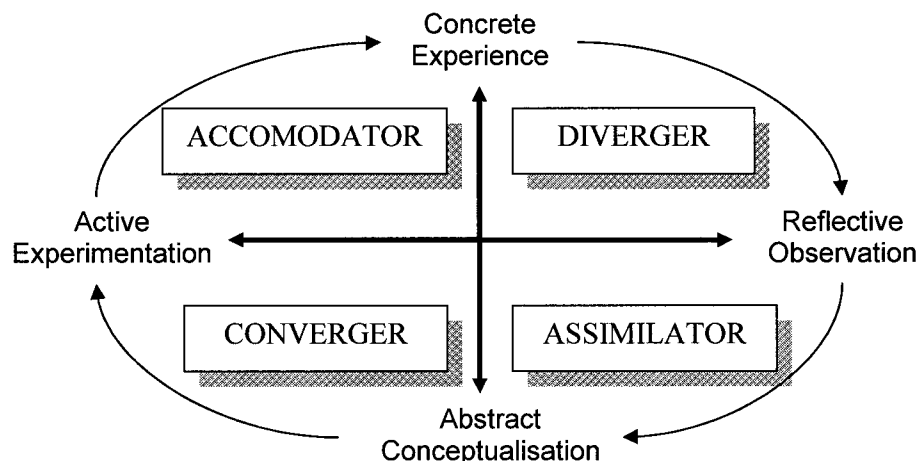 Concrete
Experience
ACCOMODATOR
DIVERGER
Active
Experimentation
Reflective
Observation
CONVERGER
ASSIMILATOR
Abstract
Conceptualisation